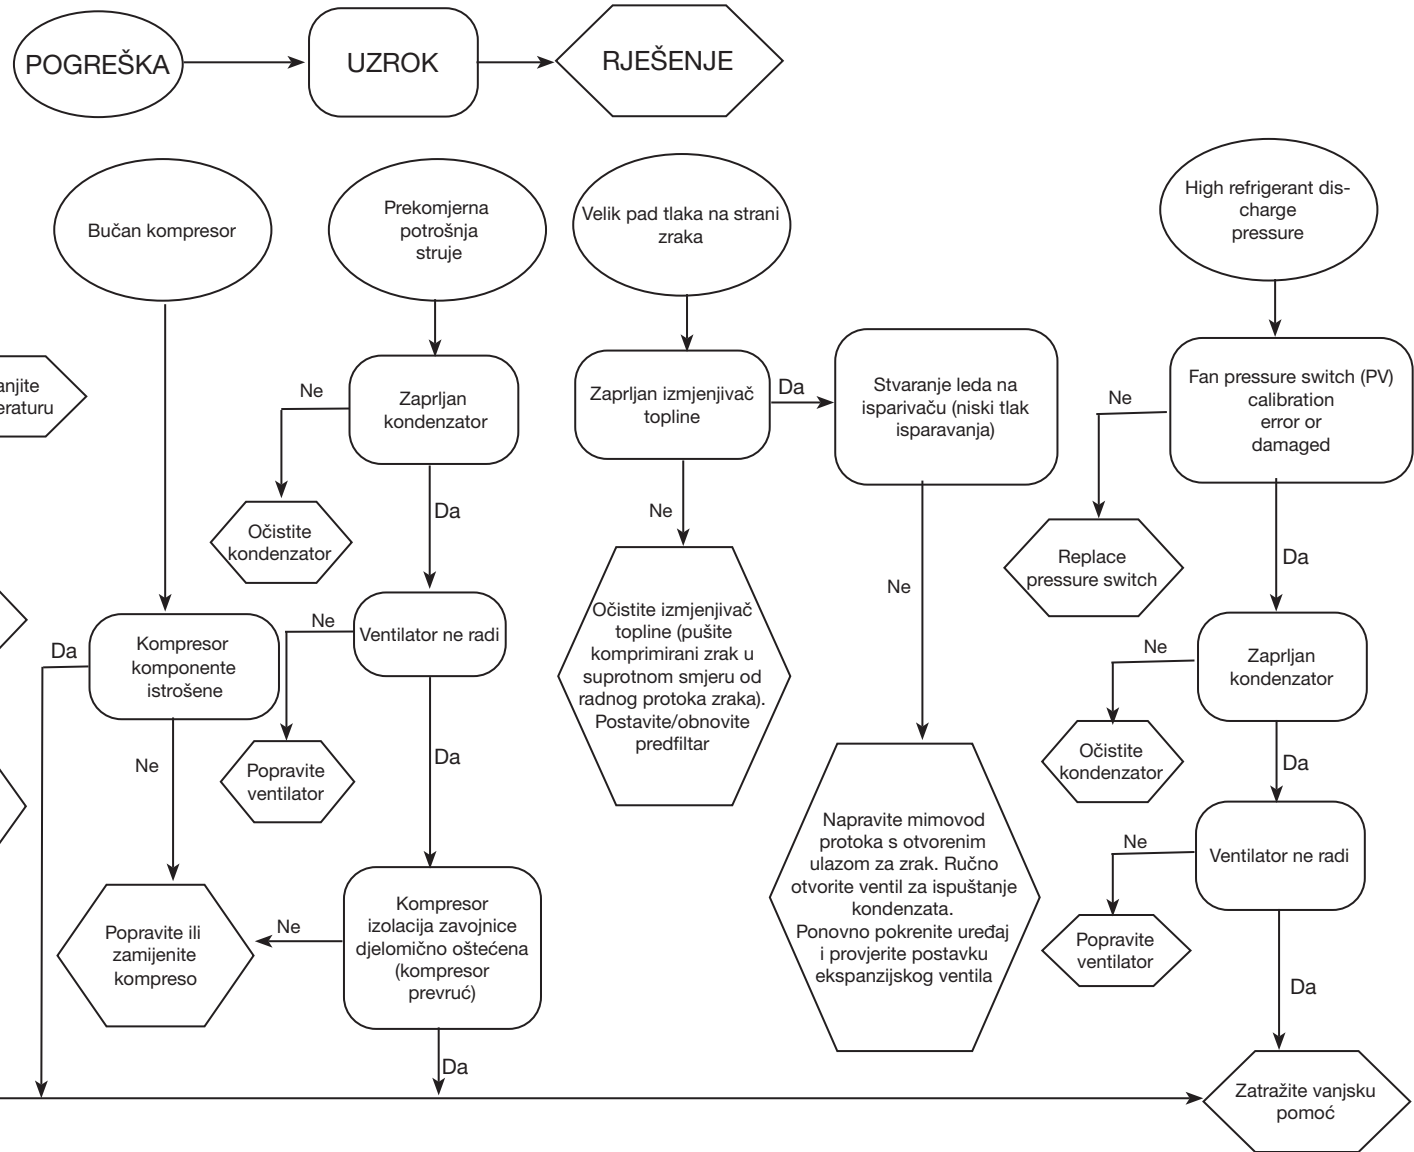 POGREŠKA
UZROK
RJEŠENJE
Bučan kompresor
Prekomjerna
potrošnja
struje
Velik pad tlaka na strani
zraka
High refrigerant dis-
charge
pressure
anjite
eraturu
Ne
Zaprljan
kondenzator
Zaprljan izmjenjivač
topline
Da
Stvaranje leda na
isparivaču (niski tlak
isparavanja)
Ne
Fan pressure switch (PV)
calibration
error or
damaged
Očistite
kondenzator
Da
Ne
Replace
pressure switch
Da
Da
Kompresor
komponente
istrošene
Ne
Ventilator ne radi
Očistite izmjenjivač
topline (pušite
komprimirani zrak u
suprotnom smjeru od
radnog protoka zraka).
Postavite/obnovite
predfiltar
Ne
Ne
Zaprljan
kondenzator
Ne
Popravite
ventilator
Da
Očistite
kondenzator
Da
Napravite mimovod
protoka s otvorenim
ulazom za zrak. Ručno
otvorite ventil za ispuštanje
kondenzata.
Ponovno pokrenite uređaj
i provjerite postavku
ekspanzijskog ventila
Ne
Ventilator ne radi
Popravite ili
zamijenite
kompreso
Ne
Kompresor
izolacija zavojnice
djelomično oštećena
(kompresor
prevruć)
Popravite
ventilator
Da
Da
Zatražite vanjsku
pomoć